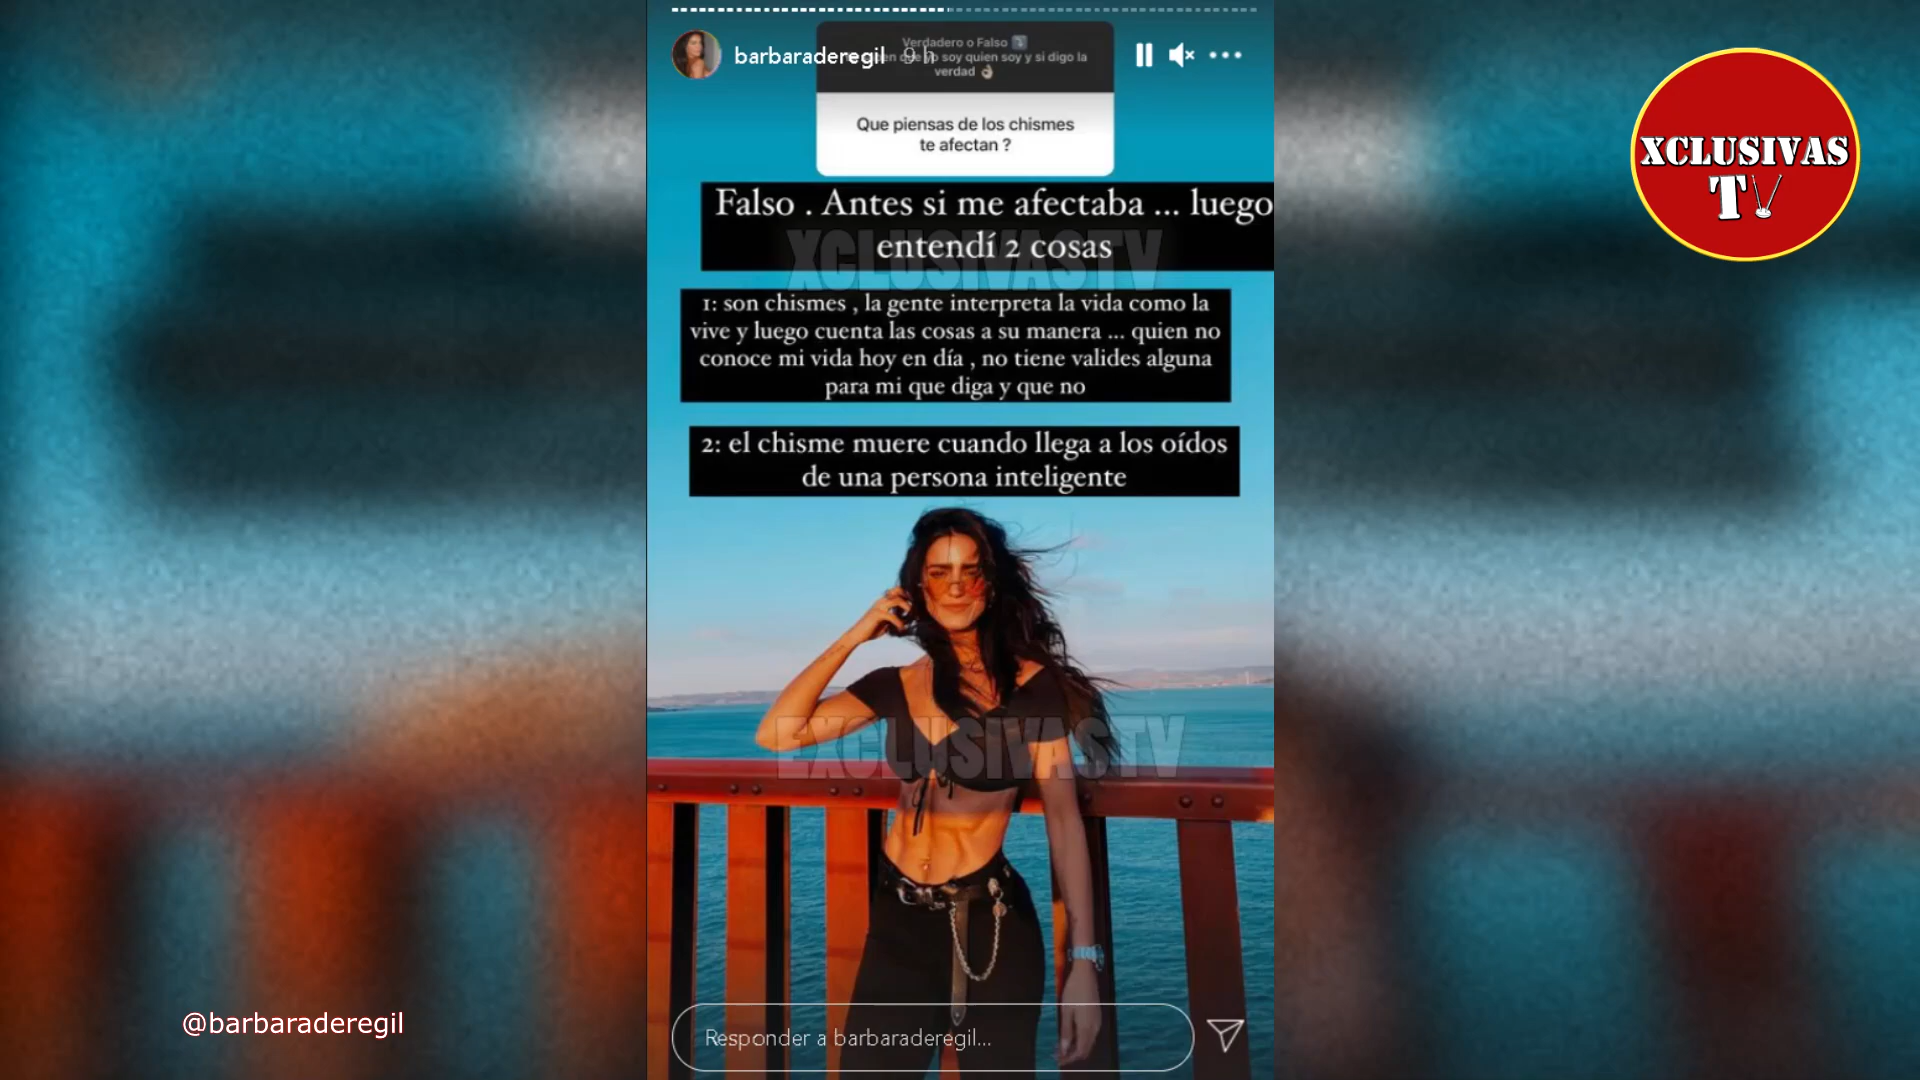 Verdadero o Falso
barbaraderegil 9 h
que yo soy quien soy y si digo la
verdad
Que piensas de los chismes
te afectan ?
Falso . Antes si me afectaba ... luego
entendí 2 cosas
XCLUSIVASTV
1: son chismes , la gente interpreta la vida como la
vive y luego cuenta las cosas a su manera ... quien no
conoce mi vida hoy en día , no tiene valides alguna
para mi que diga y que no
2: el chisme muere cuando llega a los oídos
de una persona inteligente
EXCLUSIVASTV
Responder a barbaraderegil...
@barbaraderegil
XCLUSIVAS
TV